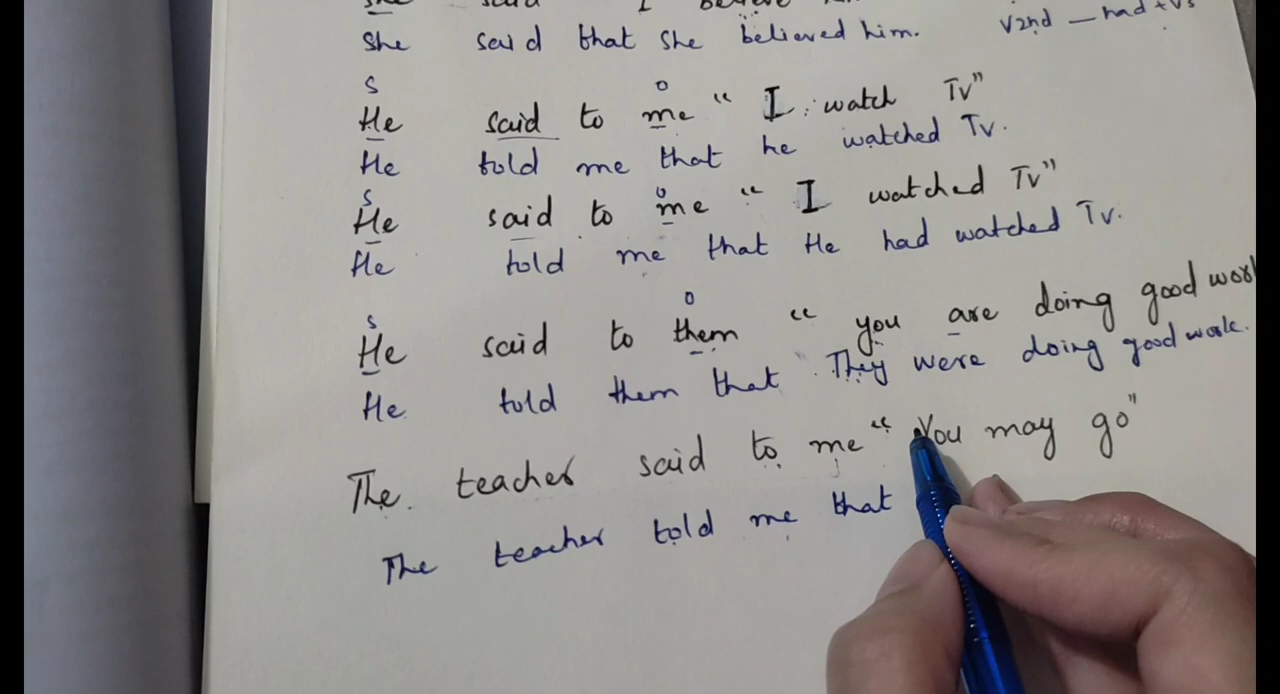 she said I believe
she said that she believed him. V2nd — had + V3
S O
He said to me “ I watch Tv”
He told me that he watched Tv.
S O
He said to me “ I watched Tv”
He told me that He had watched Tv.
S O
He said to them “ you are doing good work
He told them that They were doing good work.
The teacher said to me “ You may go”
The teacher told me that